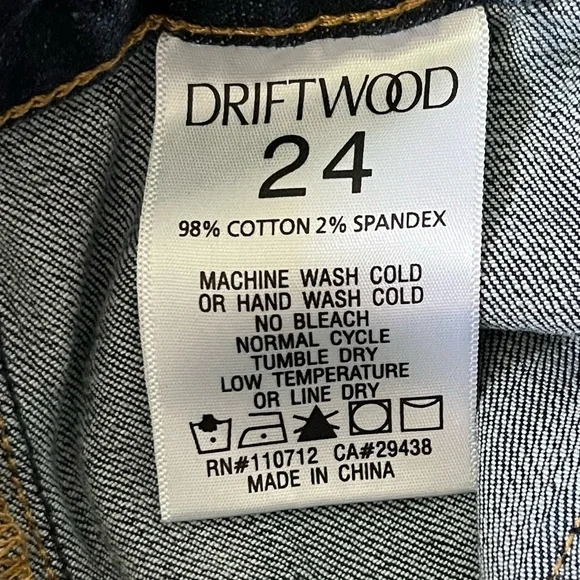 DRIFTWOOD
24
98% COTTON 2% SPANDEX
MACHINE WASH COLD
OR HAND WASH COLD
NO BLEACH
NORMAL CYCLE
TUMBLE DRY
LOW TEMPERATURE
OR LINE DRY
RN#110712 CA#29438
MADE IN CHINA